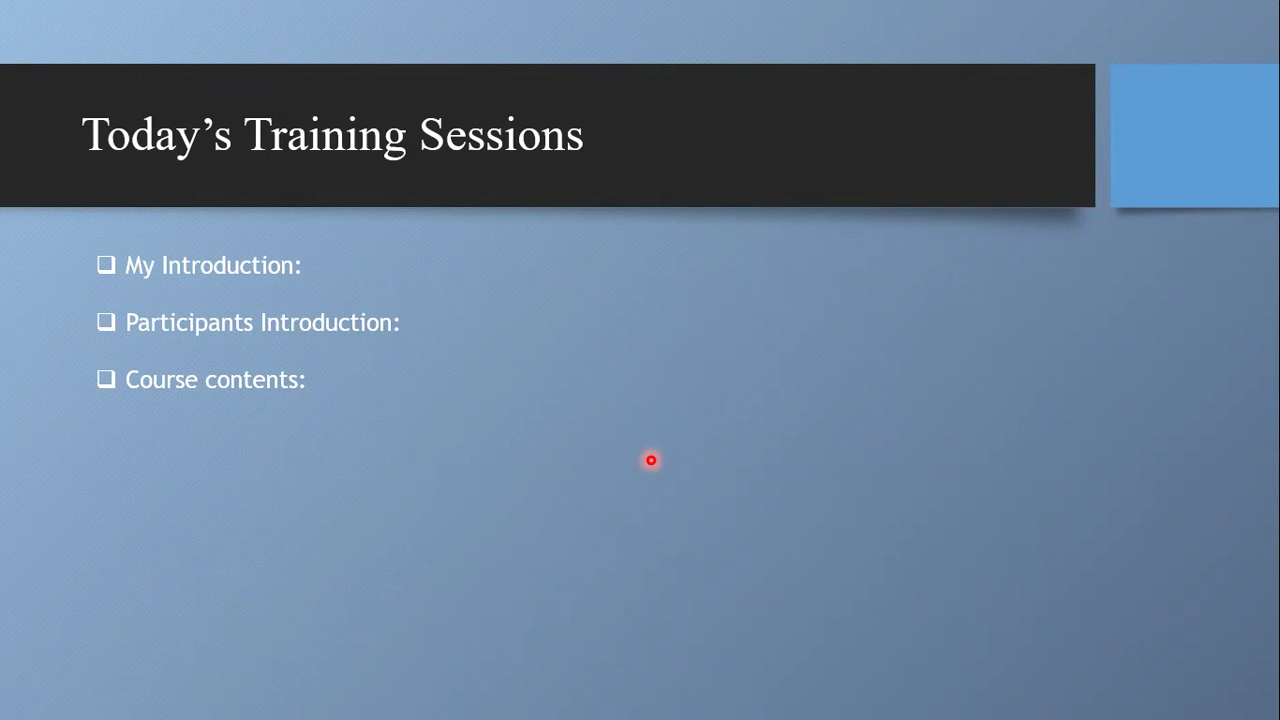 Today’s Training Sessions
❑ My Introduction:
❑ Participants Introduction:
❑ Course contents: